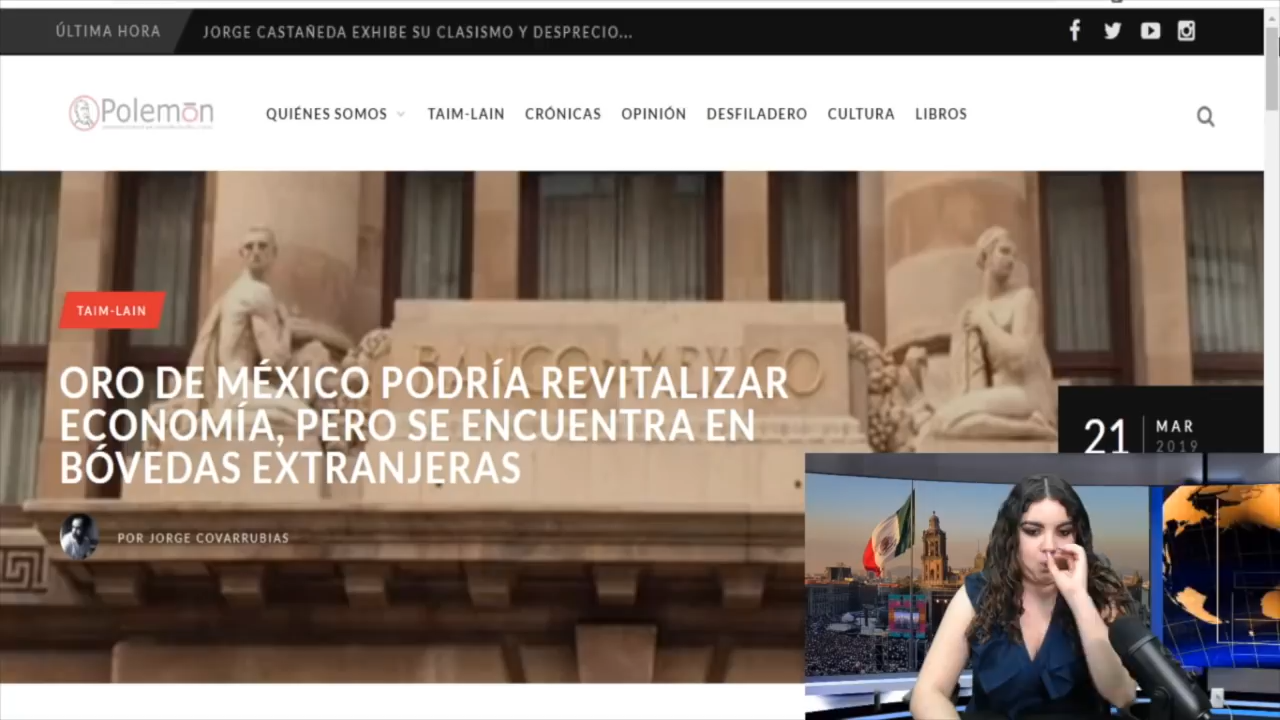 ÚLTIMA HORA
JORGE CASTAÑEDA EXHIBE SU CLASISMO Y DESPRECIO...
Polemōn
QUIÉNES SOMOS
TAIM-LAIN
CRÓNICAS
OPINIÓN
DESFILADERO
CULTURA
LIBROS
BANCO DE MEXICO
TAIM-LAIN
ORO DE MÉXICO PODRÍA REVITALIZAR
ECONOMÍA, PERO SE ENCUENTRA EN
BÓVEDAS EXTRANJERAS
21
MAR
2019
POR JORGE COVARRUBIAS